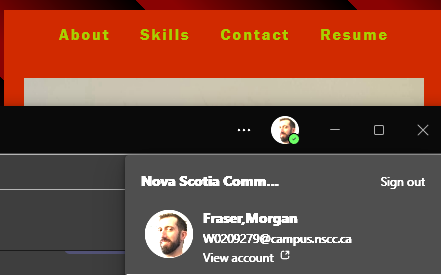 About Skills Contact Resume
Nova Scotia Comm... Sign out
Fraser,Morgan
W0209279@campus.nscc.ca
View account